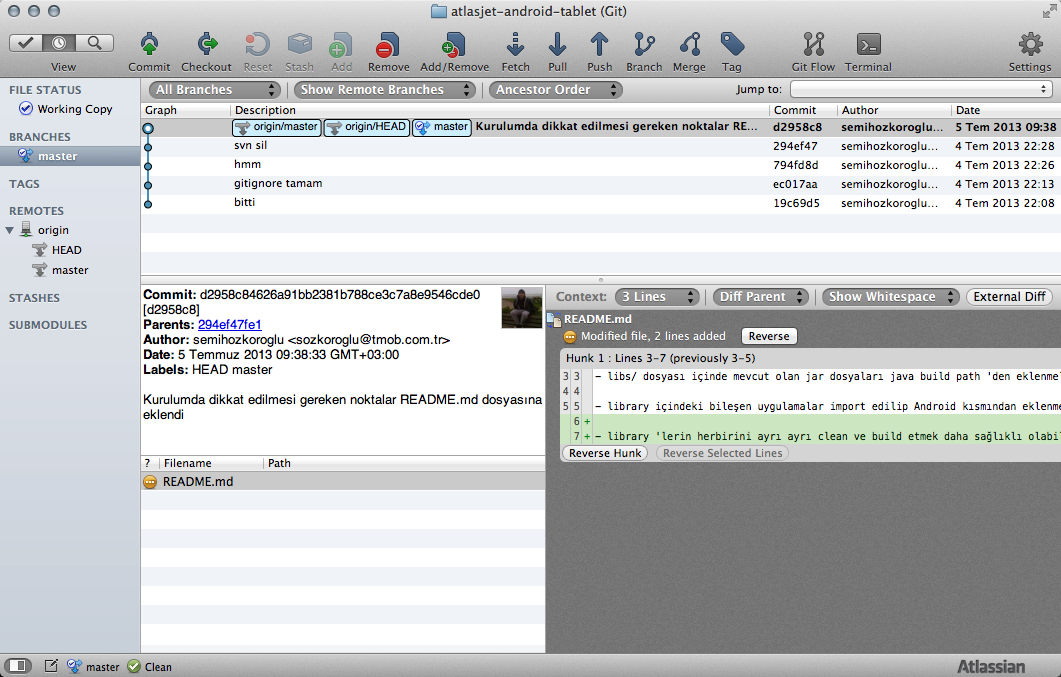 atlasjet-android-tablet (Git)
View Commit Checkout Reset Stash Add Remove Add/Remove Fetch Pull Push Branch Merge Tag Git Flow Terminal Settings
FILE STATUS
Working Copy
BRANCHES
master
TAGS
REMOTES
origin
HEAD
master
STASHES
SUBMODULES
All Branches Show Remote Branches Ancestor Order Jump to:
Graph Description Commit Author Date
origin/master origin/HEAD master Kurulumda dikkat edilmesi gereken noktalar RE... d2958c8 semihozkoroglu... 5 Tem 2013 09:38
svn sil 294ef47 semihozkoroglu... 4 Tem 2013 22:28
hmm 794fd8d semihozkoroglu... 4 Tem 2013 22:26
gitignore tamam ec017aa semihozkoroglu... 4 Tem 2013 22:13
bitti 19c69d5 semihozkoroglu... 4 Tem 2013 22:08
Commit: d2958c84626a91bb2381b788ce3c7a8e9546cde0
[d2958c8]
Parents: 294ef47fe1
Author: semihozkoroglu <sozkoroglu@tmob.com.tr>
Date: 5 Temmuz 2013 09:38:33 GMT+03:00
Labels: HEAD master
Kurulumda dikkat edilmesi gereken noktalar README.md dosyasına
eklendi
? Filename Path
README.md
Context: 3 Lines Diff Parent Show Whitespace External Diff
README.md
Modified file, 2 lines added Reverse
Hunk 1 : Lines 3-7 (previously 3-5)
3 3 - libs/ dosyası içinde mevcut olan jar dosyaları java build path 'den eklenme
4 4
5 5 - library içindeki bileşen uygulamalar import edilip Android kısmından eklenme
6 +
7 + - library 'lerin herbirini ayrı ayrı clean ve build etmek daha sağlıklı olabil
Reverse Hunk Reverse Selected Lines
master Clean Atlassian